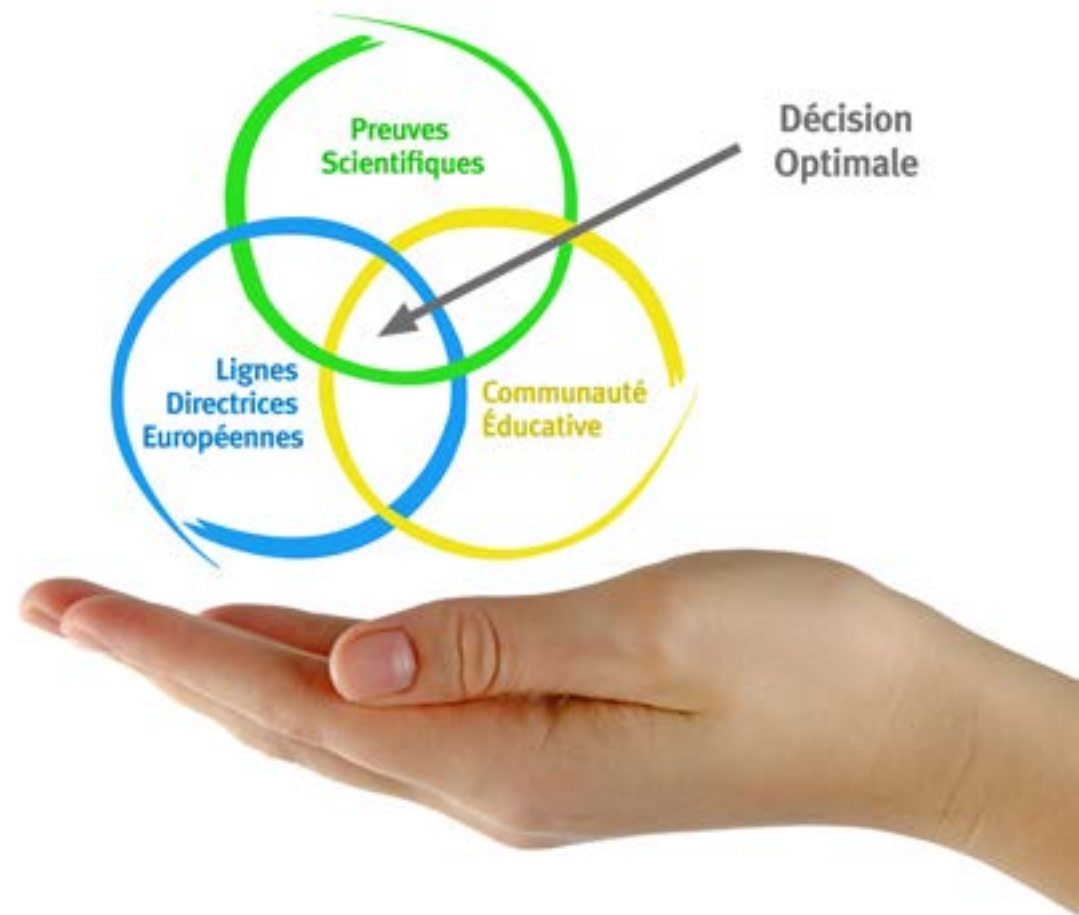 Preuves
Scientifiques
Décision
Optimale
Lignes
Directrices
Européennes
Communauté
Éducative